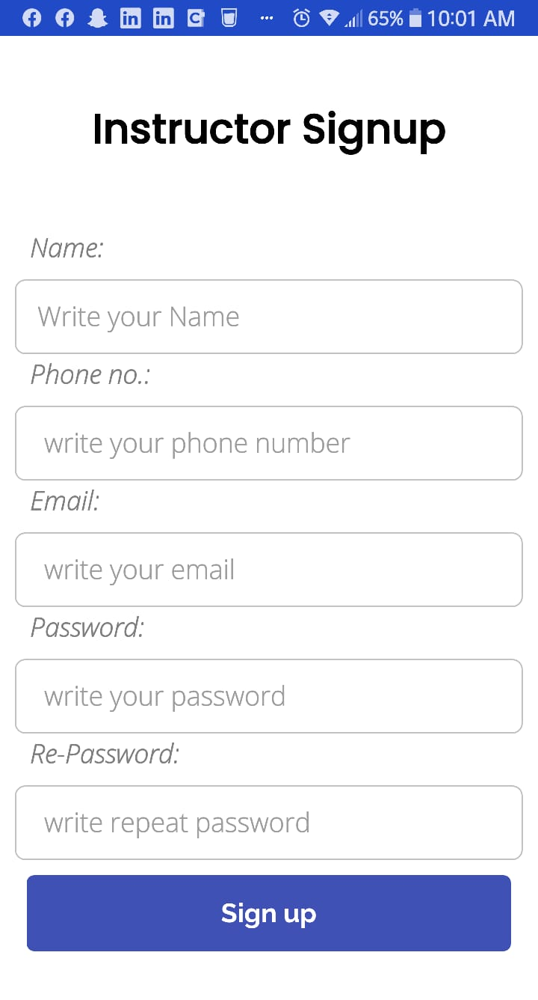 65% 10:01 AM
Instructor Signup
Name:
Write your Name
Phone no.:
write your phone number
Email:
write your email
Password:
write your password
Re-Password:
write repeat password
Sign up